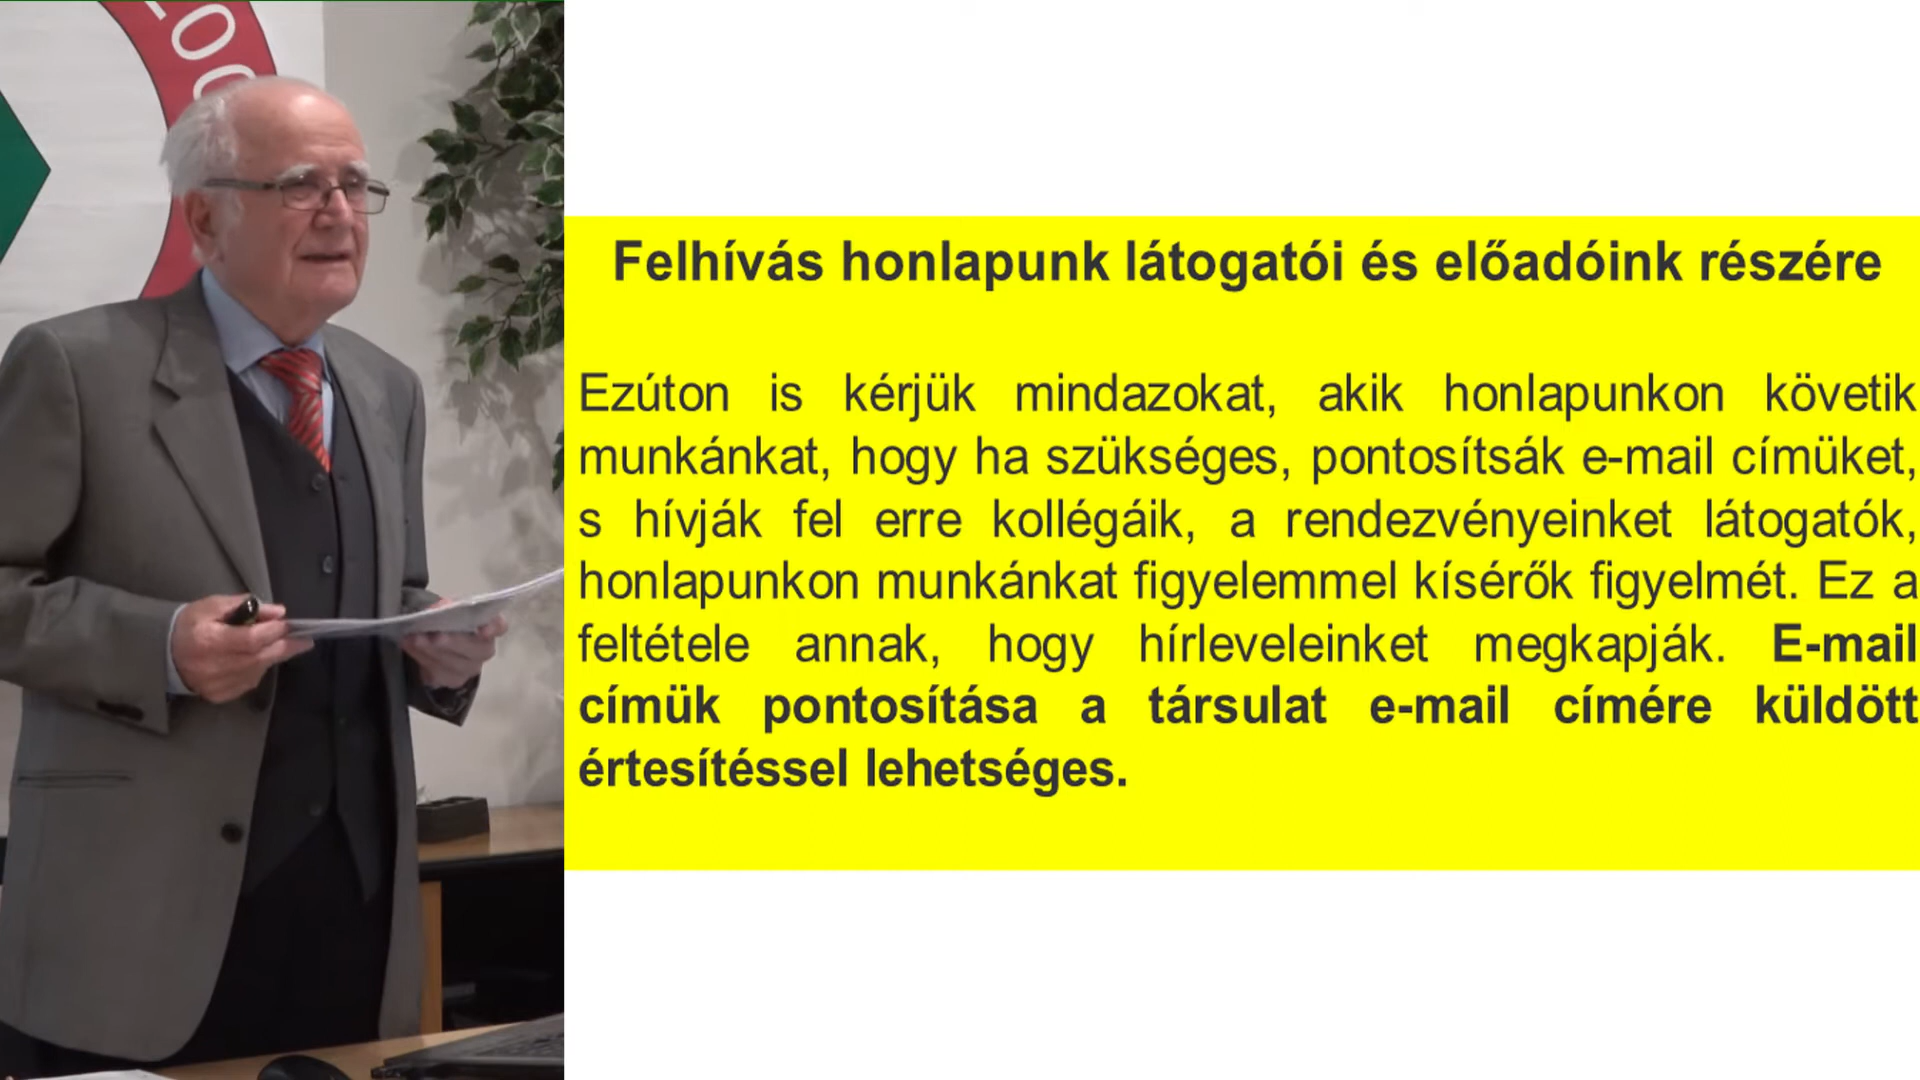 Felhívás honlapunk látogatói és előadóink részére
Ezúton is kérjük mindazokat, akik honlapunkon követik
munkánkat, hogy ha szükséges, pontosítsák e-mail címüket,
s hívják fel erre kollégáik, a rendezvényeinket látogatók,
honlapunkon munkánkat figyelemmel kísérők figyelmét. Ez a
feltétele annak, hogy hírleveleinket megkapják. E-mail
címük pontosítása a társulat e-mail címére küldött
értesítéssel lehetséges.